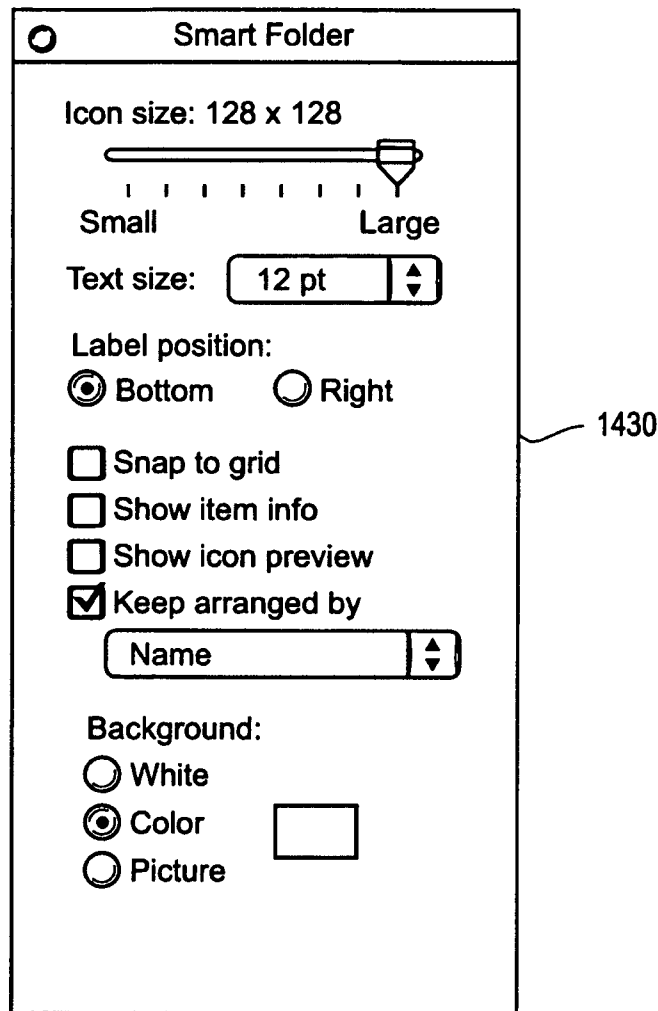 Smart Folder
Icon size: 128 x 128
Small Large
Text size: 12 pt
Label position:
Bottom Right
1430
Snap to grid
Show item info
Show icon preview
Keep arranged by
Name
Background:
White
Color
Picture